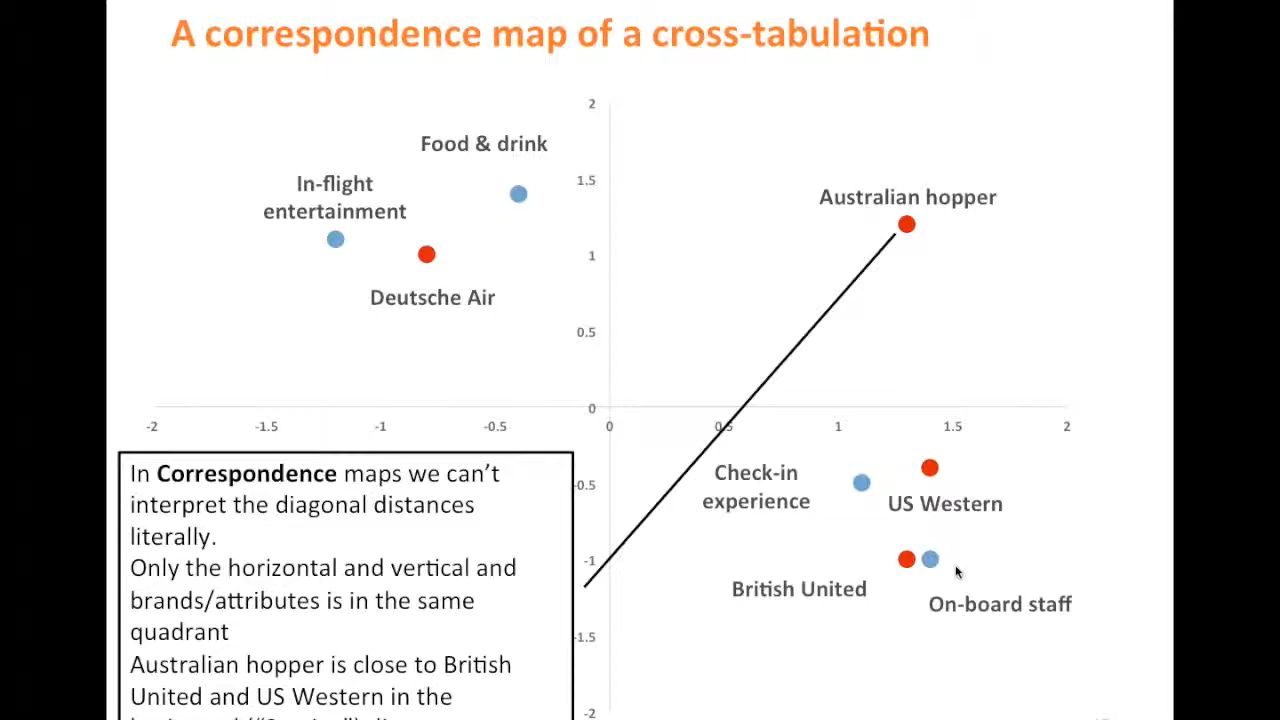 A correspondence map of a cross-tabulation
2
Food & drink
1.5
In-flight
entertainment
Australian hopper
1
Deutsche Air
0.5
0
-2
-1.5
-1
-0.5
0
0.5
1
1.5
2
-0.5
Check-in
experience
US Western
-1
British United
On-board staff
-1.5
-2
In Correspondence maps we can't
interpret the diagonal distances
literally.
Only the horizontal and vertical and
brands/attributes is in the same
quadrant
Australian hopper is close to British
United and US Western in the